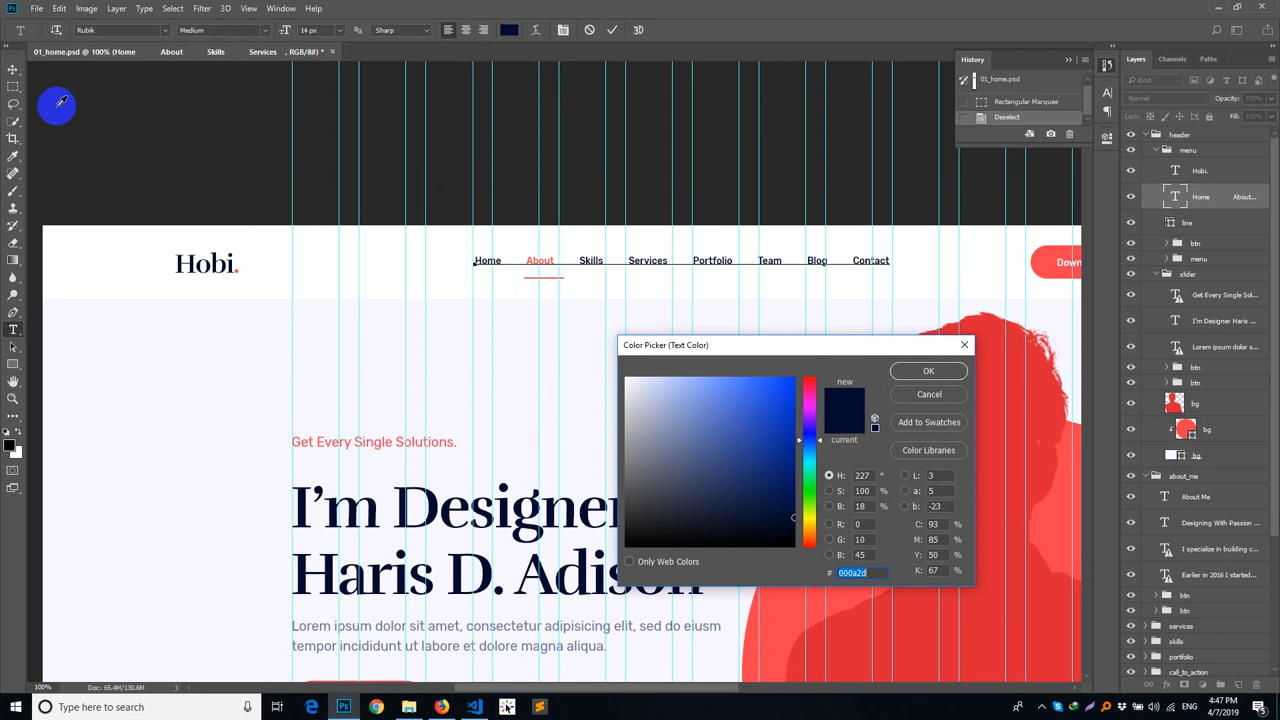 Ps File Edit Image Layer Type Select Filter 3D View Window Help
Rubik Medium 14 px Sharp 3D
01_home.psd @ 100% (Home About Skills Services , RGB/8#) *
History
01_home.psd
Rectangular Marquee
Deselect
Layers Channels Paths
Kind
Normal Opacity: 100%
Lock: Fill: 100%
header
menu
Hobi.
Home About...
line
btn
menu
slider
Get Every Single Sol...
I'm Designer Haris ...
Lorem ipsum dolor s...
btn
btn
bg
bg
bg
about_me
About Me
Designing With Passion ...
I specialize in building c...
Earlier in 2016 I started...
btn
btn
services
skills
portfolio
call_to_action
Hobi.
Home About Skills Services Portfolio Team Blog Contact
Down
Get Every Single Solutions.
I'm Designer
Haris D. Adison
Lorem ipsum dolor sit amet, consectetur adipisicing elit, sed do eiusm
tempor incididunt ut labore et dolore magna aliqua.
Color Picker (Text Color)
new
current
OK
Cancel
Add to Swatches
Color Libraries
H: 227 °
S: 100 %
B: 18 %
R: 0
G: 10
B: 45
# 000a2d
L: 3
a: 5
b: -23
C: 93 %
M: 85 %
Y: 50 %
K: 67 %
Only Web Colors
100% Doc: 65.4M/130.6M
Type here to search
ENG
4:47 PM
4/7/2019
5